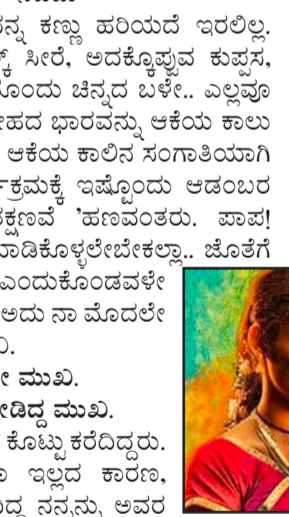 ನ್ನ ಕಣ್ಣು ಹರಿಯದೆ ಇರಲಿಲ್ಲ.
ಸೀರೆ, ಅದಕ್ಕೊಪ್ಪುವ ಕುಪ್ಪಸ,
ೊಂದು ಚಿನ್ನದ ಬಳೇ.. ಎಲ್ಲವೂ
ೇಹದ ಭಾರವನ್ನು ಆಕೆಯ ಕಾಲು
ಆಕೆಯ ಕಾಲಿನ ಸಂಗಾತಿಯಾಗಿ
ಕ್ರಮಕ್ಕೆ ಇಷ್ಟೊಂದು ಆಡಂಬರ
ಕ್ಷಣವೆ 'ಹಣವಂತರು. ಪಾಪ!
ಾಡಿಕೊಳ್ಳಲೇಬೇಕಲ್ಲಾ.. ಜೊತೆಗೆ
ಎಂದುಕೊಂಡವಳೇ
ಅದು ನಾ ಮೊದಲೇ
ಿ.
ೇ ಮುಖ.
ೇಡಿದ್ದ ಮುಖ.
ಕೊಟ್ಟು ಕರೆದಿದ್ದರು.
ಾ ಇಲ್ಲದ ಕಾರಣ,
ಿದ್ದ ನನ್ನನ್ನು ಅವರ